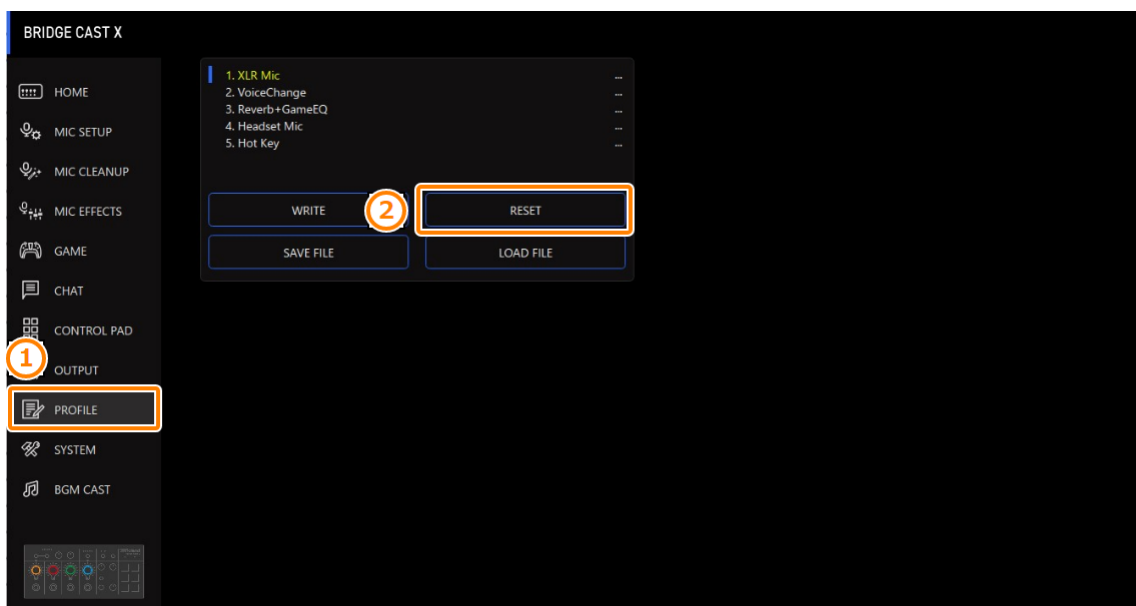 BRIDGE CAST X
HOME
MIC SETUP
MIC CLEANUP
MIC EFFECTS
GAME
CHAT
CONTROL PAD
1
OUTPUT
PROFILE
SYSTEM
BGM CAST
1. XLR Mic ...
2. VoiceChange ...
3. Reverb+GameEQ ...
4. Headset Mic ...
5. Hot Key ...
WRITE 2 RESET
SAVE FILE LOAD FILE